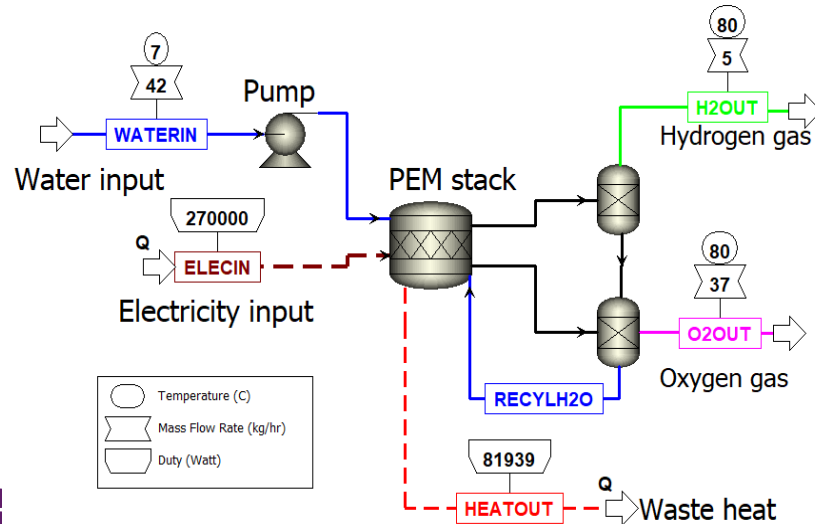 7
42
WATERIN
Water input
Pump
80
5
H2OUT
Hydrogen gas
PEM stack
270000
Q
ELECIN
Electricity input
80
37
O2OUT
Oxygen gas
RECYLH2O
Temperature (C)
Mass Flow Rate (kg/hr)
Duty (Watt)
81939
HEATOUT
Q
Waste heat